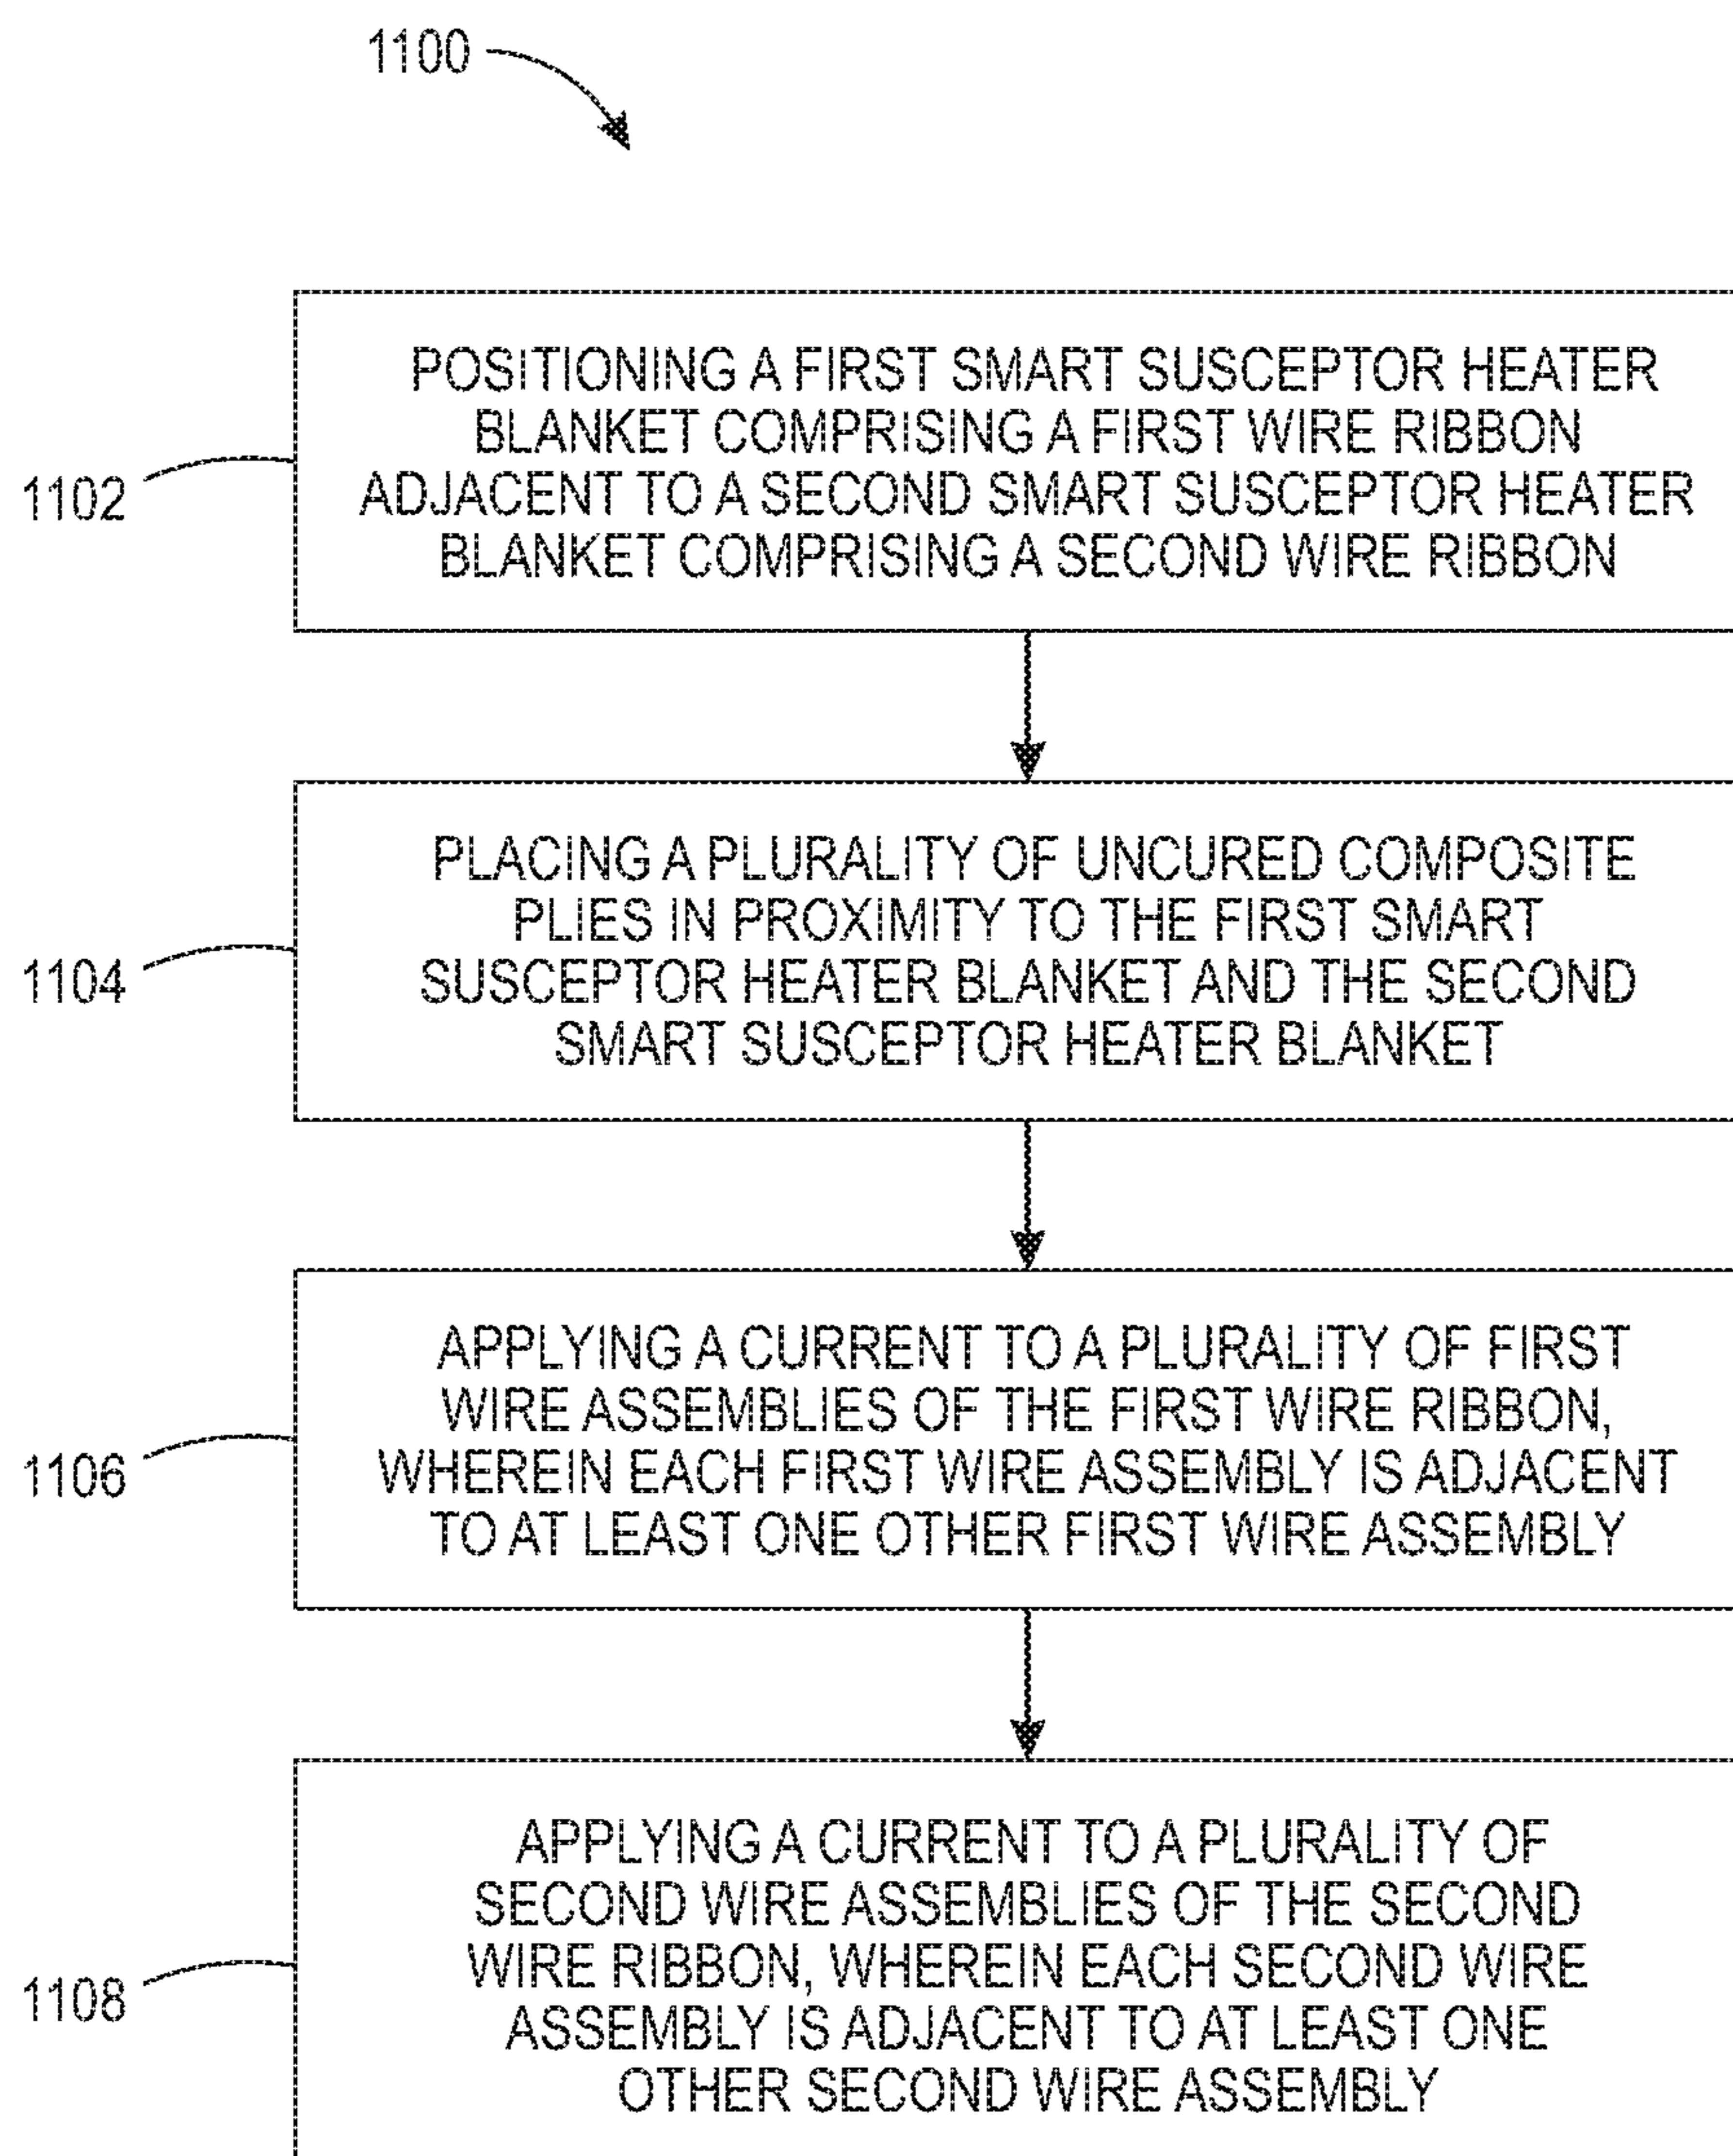 1100
POSITIONING A FIRST SMART SUSCEPTOR HEATER
BLANKET COMPRISING A FIRST WIRE RIBBON
ADJACENT TO A SECOND SMART SUSCEPTOR HEATER
BLANKET COMPRISING A SECOND WIRE RIBBON
1102
PLACING A PLURALITY OF UNCURED COMPOSITE
PLIES IN PROXIMITY TO THE FIRST SMART
SUSCEPTOR HEATER BLANKET AND THE SECOND
SMART SUSCEPTOR HEATER BLANKET
1104
APPLYING A CURRENT TO A PLURALITY OF FIRST
WIRE ASSEMBLIES OF THE FIRST WIRE RIBBON,
WHEREIN EACH FIRST WIRE ASSEMBLY IS ADJACENT
TO AT LEAST ONE OTHER FIRST WIRE ASSEMBLY
1106
APPLYING A CURRENT TO A PLURALITY OF
SECOND WIRE ASSEMBLIES OF THE SECOND
WIRE RIBBON, WHEREIN EACH SECOND WIRE
ASSEMBLY IS ADJACENT TO AT LEAST ONE
OTHER SECOND WIRE ASSEMBLY
1108